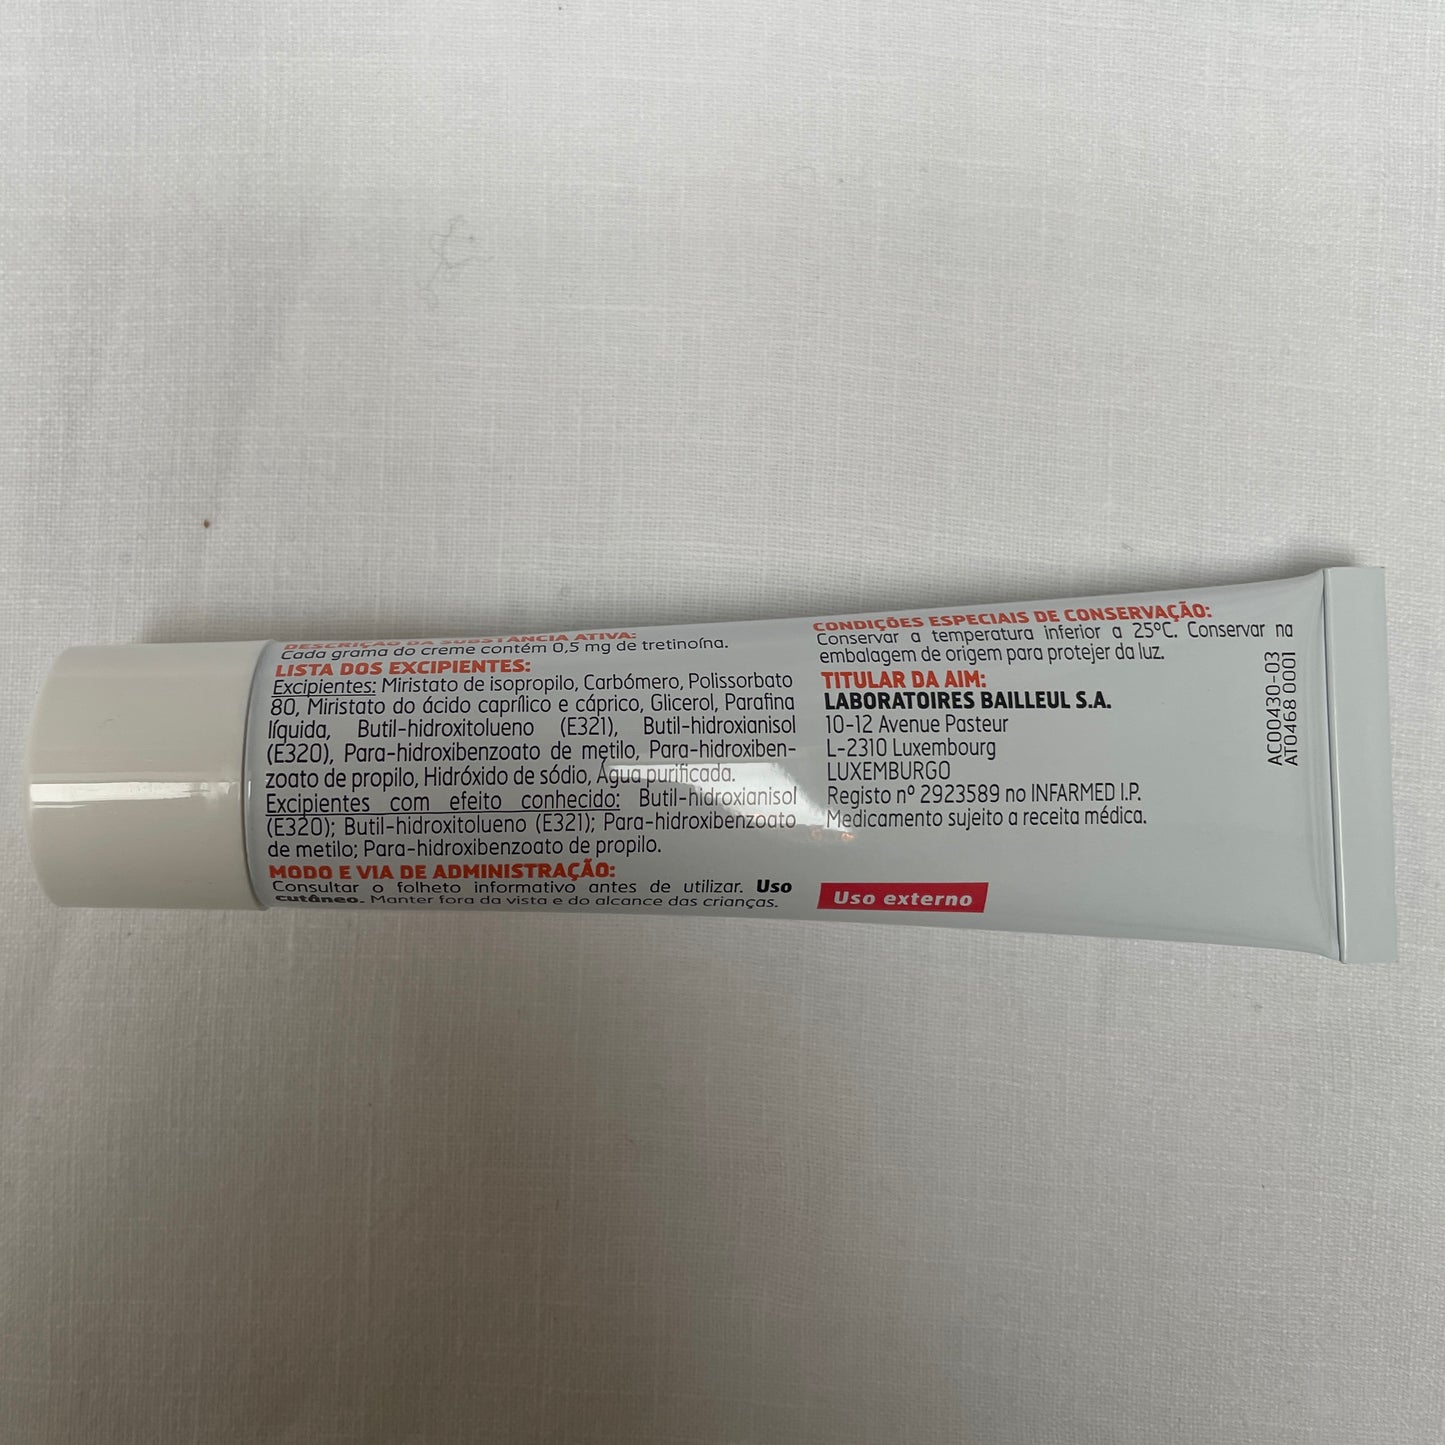 DESCRIÇÃO DA SUBSTÂNCIA ATIVA:
Cada grama do creme contém 0,5 mg de tretinoína.
LISTA DOS EXCIPIENTES:
Excipientes: Miristato de isopropilo, Carbómero, Polissorbato
80, Miristato do ácido caprílico e cáprico, Glicerol, Parafina
líquida, Butil-hidroxitolueno (E321), Butil-hidroxianisol
(E320), Para-hidroxibenzoato de metilo, Para-hidroxiben-
zoato de propilo, Hidróxido de sódio, Água purificada.
Excipientes com efeito conhecido: Butil-hidroxianisol
(E320); Butil-hidroxitolueno (E321); Para-hidroxibenzoato
de metilo; Para-hidroxibenzoato de propilo.
MODO E VIA DE ADMINISTRAÇÃO:
Consultar o folheto informativo antes de utilizar. Uso
cutâneo. Manter fora da vista e do alcance das crianças.
CONDIÇÕES ESPECIAIS DE CONSERVAÇÃO:
Conservar a temperatura inferior a 25ºC. Conservar na
embalagem de origem para protejer da luz.
TITULAR DA AIM:
LABORATOIRES BAILLEUL S.A.
10-12 Avenue Pasteur
L-2310 Luxembourg
LUXEMBURGO
Registo nº 2923589 no INFARMED I.P.
Medicamento sujeito a receita médica.
Uso externo
AC00430-03
AT0468 0001